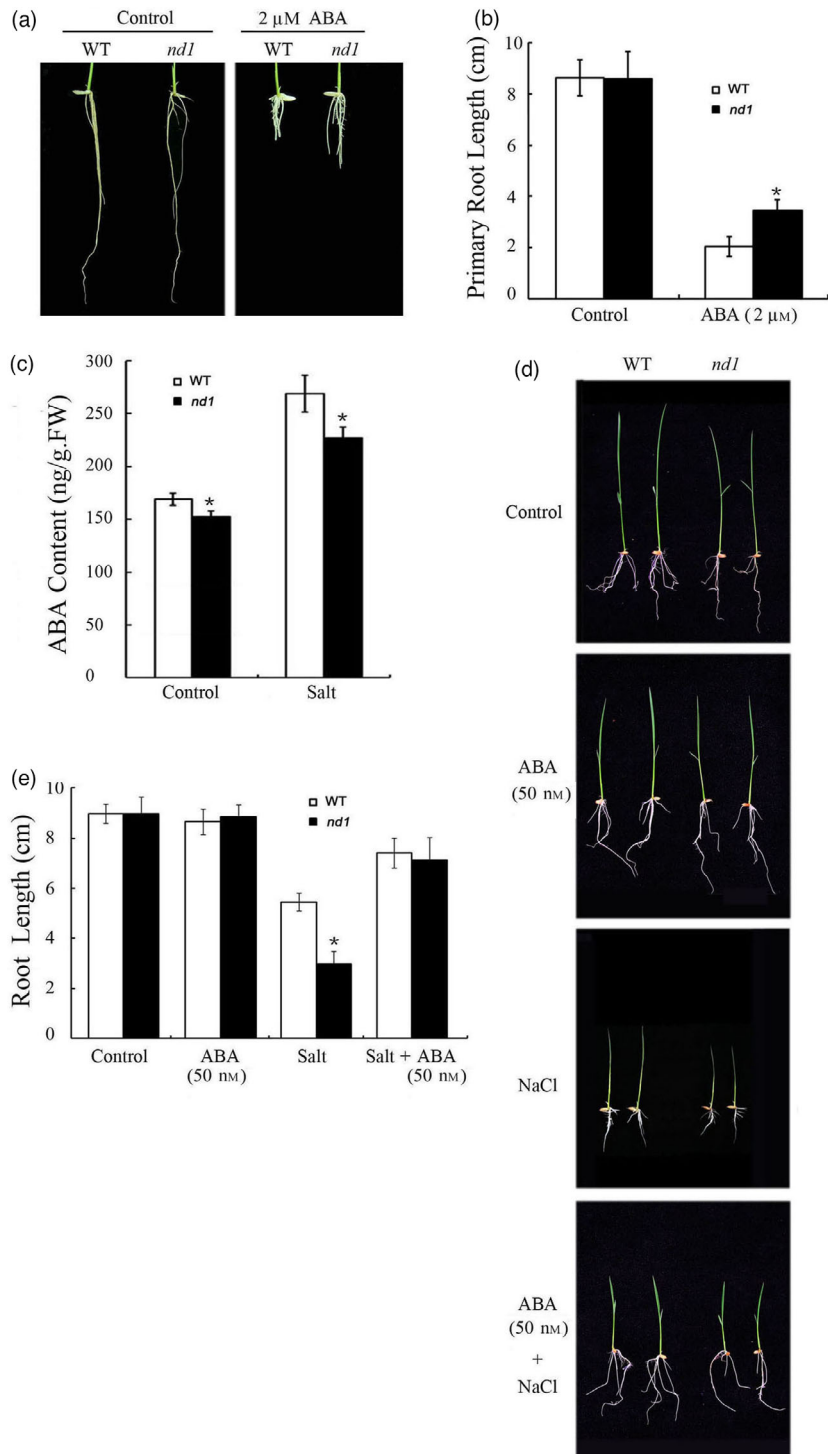 (a)
Control
2 µM ABA
WT nd1 WT nd1
(b)
Primary Root Length (cm)
10
8
6
4
2
0
WT
nd1
*
Control ABA (2 µM)
(c)
ABA Content (ng/g.FW)
300
250
200
150
100
50
0
WT
nd1
*
*
Control Salt
(d)
WT nd1
Control
ABA
(50 nM)
NaCl
ABA
(50 nM)
+
NaCl
(e)
Root Length (cm)
10
8
6
4
2
0
WT
nd1
*
Control ABA Salt Salt + ABA
(50 nM) (50 nM)